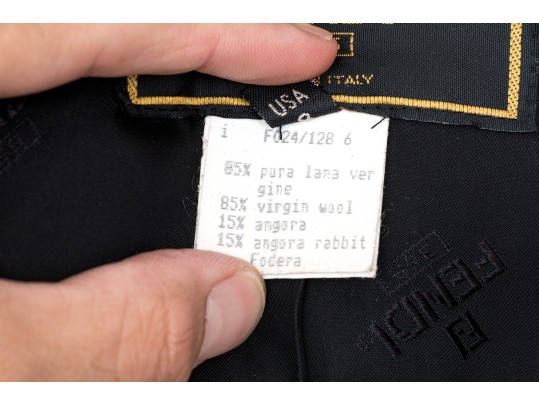 ITALY
USA
i F024/128 6
85% pura lana ver
gine
85% virgin wool
15% angora
15% angora rabbit
Fodera
FENDI